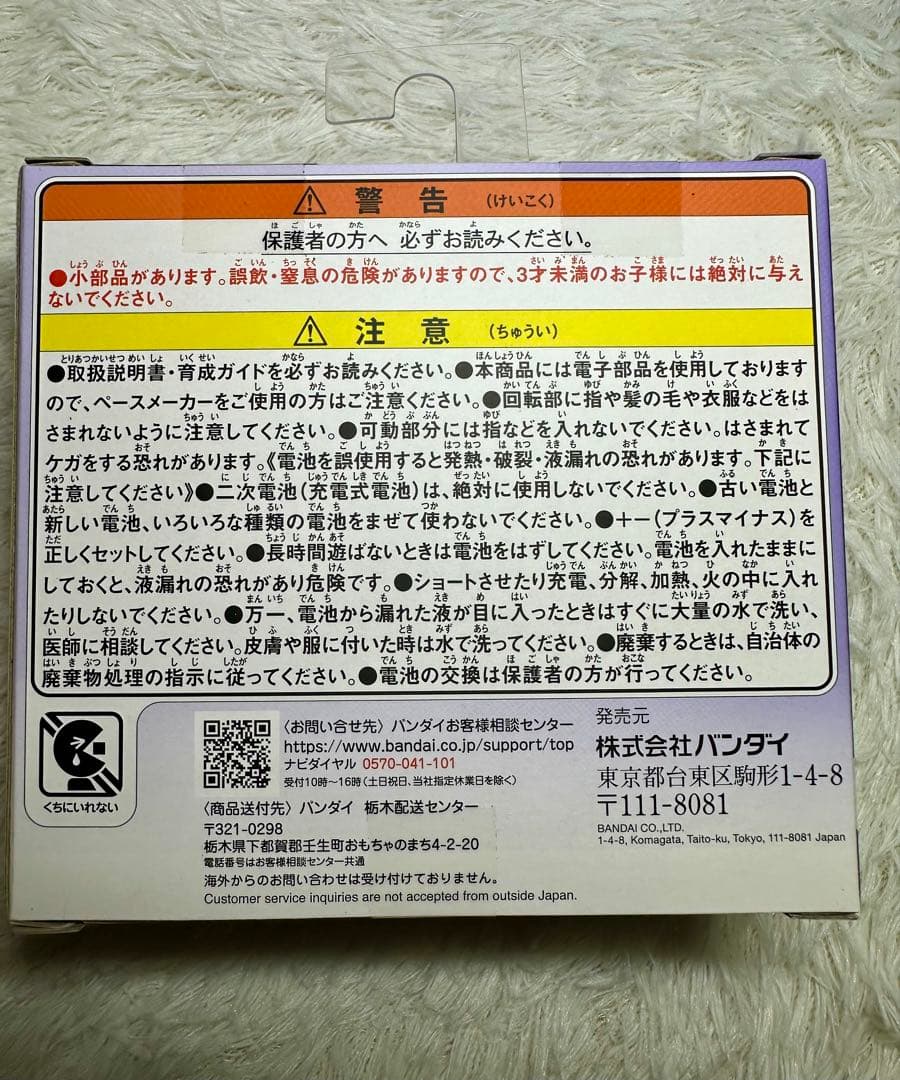 警告 (けいこく)
保護者の方へ 必ずお読みください。
●小部品があります。誤飲・窒息の危険がありますので、3才未満のお子様には絶対に与え
ないでください。
注意 (ちゅうい)
●取扱説明書・育成ガイドを必ずお読みください。●本商品には電子部品を使用しております
ので、ペースメーカーをご使用の方はご注意ください。●回転部に指や髪の毛や衣服などをは
さまれないように注意してください。●可動部分には指などを入れないでください。はさまれて
ケガをする恐れがあります。《電池を誤使用すると発熱・破裂・液漏れの恐れがあります。下記に
注意してください》●二次電池(充電式電池)は、絶対に使用しないでください。●古い電池と
新しい電池、いろいろな種類の電池をまぜて使わないでください。●+−(プラスマイナス)を
正しくセットしてください。●長時間遊ばないときは電池をはずしてください。電池を入れたままに
しておくと、液漏れの恐れがあり危険です。●ショートさせたり充電、分解、加熱、火の中に入れ
たりしないでください。●万一、電池から漏れた液が目に入ったときはすぐに大量の水で洗い、
医師に相談してください。皮膚や服に付いた時は水で洗ってください。●廃棄するときは、自治体の
廃棄物処理の指示に従ってください。●電池の交換は保護者の方が行ってください。
くちにいれない
〈お問い合せ先〉バンダイお客様相談センター
https://www.bandai.co.jp/support/top
ナビダイヤル 0570-041-101
受付10時〜16時(土日祝日、当社指定休業日を除く)
〈商品送付先〉バンダイ 栃木配送センター
〒321-0298
栃木県下都賀郡壬生町おもちゃのまち4-2-20
電話番号はお客様相談センター共通
海外からのお問い合わせは受け付けておりません。
Customer service inquiries are not accepted from outside Japan.
発売元
株式会社バンダイ
東京都台東区駒形1-4-8
〒111-8081
BANDAI CO.,LTD.
1-4-8, Komagata, Taito-ku, Tokyo, 111-8081 Japan